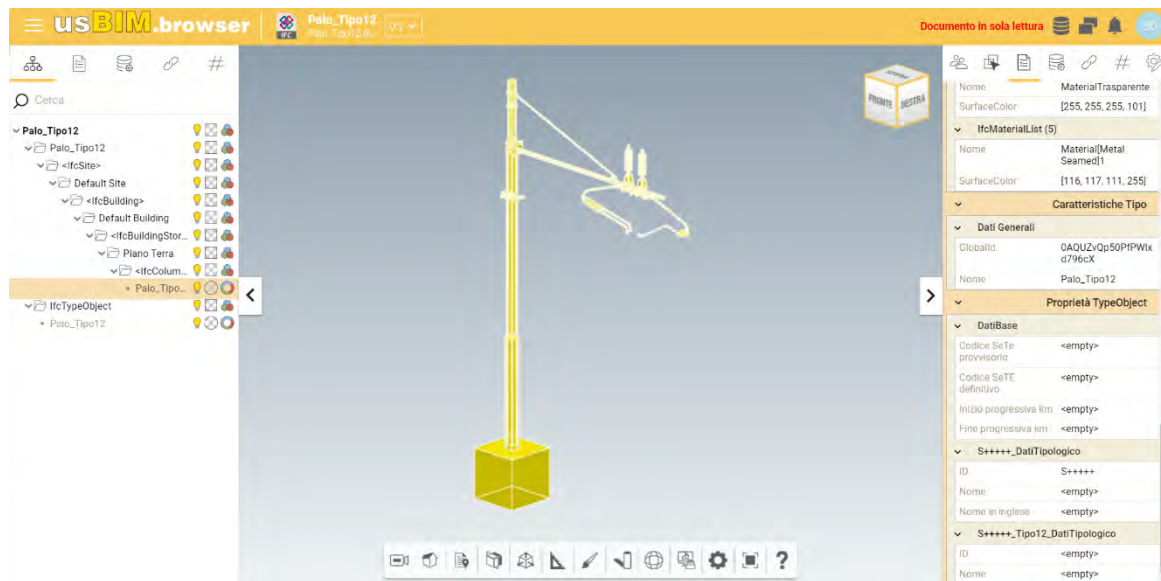 usBIM.browser
IFC
Palo_Tipo12
V1
Documento in sola lettura
Cerca
Palo_Tipo12
Palo_Tipo12
<IfcSite>
Default Site
<IfcBuilding>
Default Building
<IfcBuildingStor...
Piano Terra
<IfcColum...
Palo_Tipo...
IfcTypeObject
Palo_Tipo12
FRONTE
DESTRA
?
#
#
Nome MaterialTrasparente
SurfaceColor [255, 255, 255, 101]
IfcMaterialList (5)
Nome Material[Metal
Seamed]1
SurfaceColor [116, 117, 111, 255]
Caratteristiche Tipo
Dati Generali
GlobalId 0AQUZvQp50PfPWIx
d796cX
Nome Palo_Tipo12
Proprietà TypeObject
DatiBase
Codice SeTe <empty>
provvisorio
Codice SeTE <empty>
definitivo
Inizio progressiva km <empty>
Fine progressiva km <empty>
S+++++_DatiTipologico
ID S+++++
Nome <empty>
Nome in inglese <empty>
S+++++_Tipo12_DatiTipologico
ID <empty>
Nome <empty>